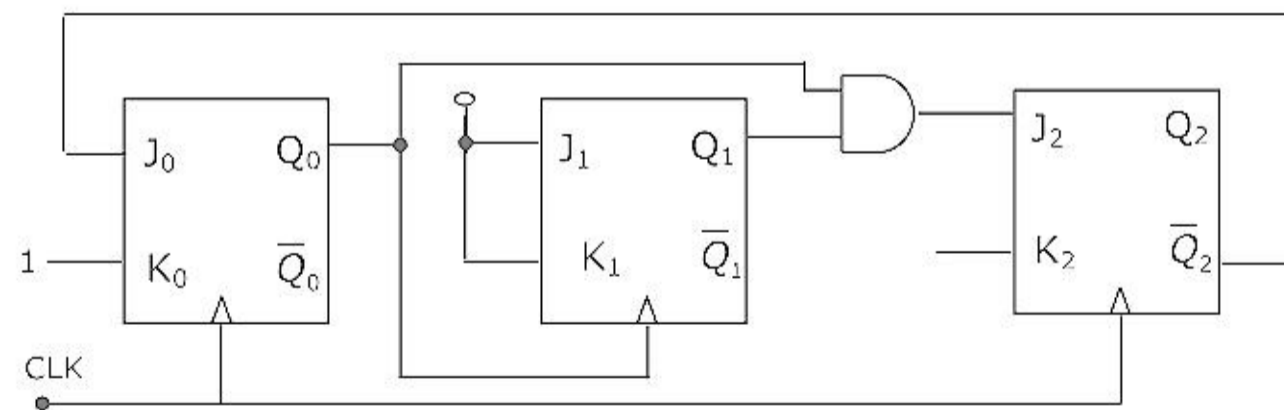 J₀ Q₀ J₁ Q₁ J₂ Q₂
1 K₀ Q̅₀ K₁ Q̅₁ K₂ Q̅₂
CLK